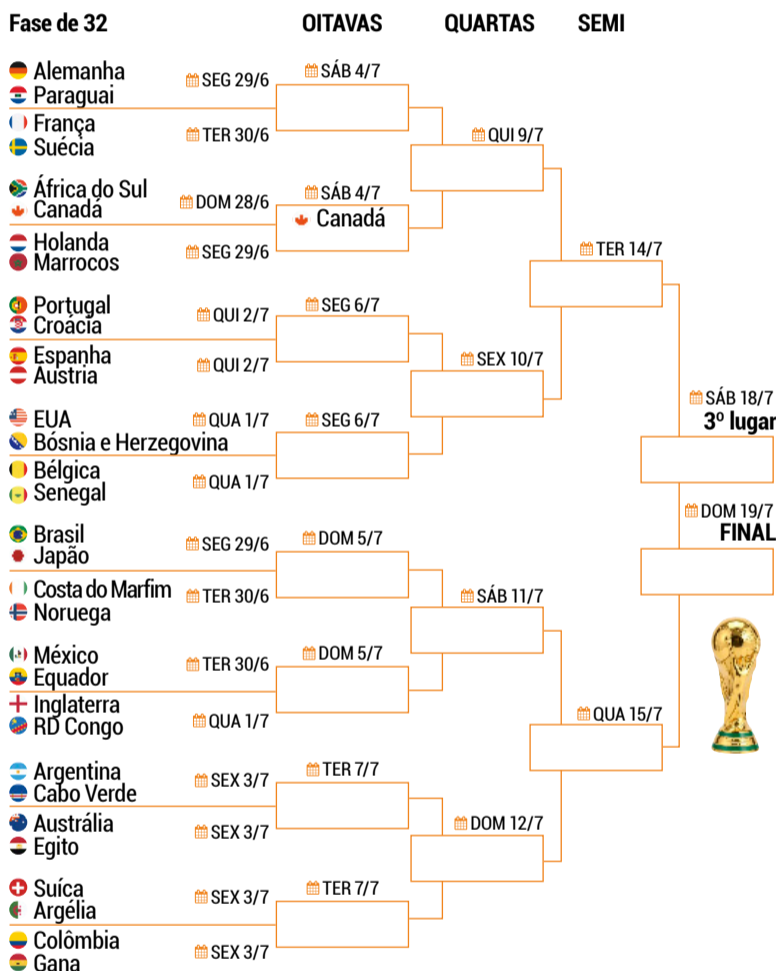 Fase de 32
OITAVAS
QUARTAS
SEMI
Alemanha
Paraguai
SEG 29/6
SÁB 4/7
França
Suécia
TER 30/6
QUI 9/7
África do Sul
Canadá
DOM 28/6
SÁB 4/7
Canadá
Holanda
Marrocos
SEG 29/6
TER 14/7
Portugal
Croácia
QUI 2/7
SEG 6/7
Espanha
Áustria
QUI 2/7
SEX 10/7
EUA
Bósnia e Herzegovina
QUA 1/7
SEG 6/7
SÁB 18/7
3º lugar
Bélgica
Senegal
QUA 1/7
DOM 19/7
FINAL
Brasil
Japão
SEG 29/6
DOM 5/7
Costa do Marfim
Noruega
TER 30/6
SÁB 11/7
México
Equador
TER 30/6
DOM 5/7
Inglaterra
RD Congo
QUA 1/7
QUA 15/7
Argentina
Cabo Verde
SEX 3/7
TER 7/7
Austrália
Egito
SEX 3/7
DOM 12/7
Suíca
Argélia
SEX 3/7
TER 7/7
Colômbia
Gana
SEX 3/7